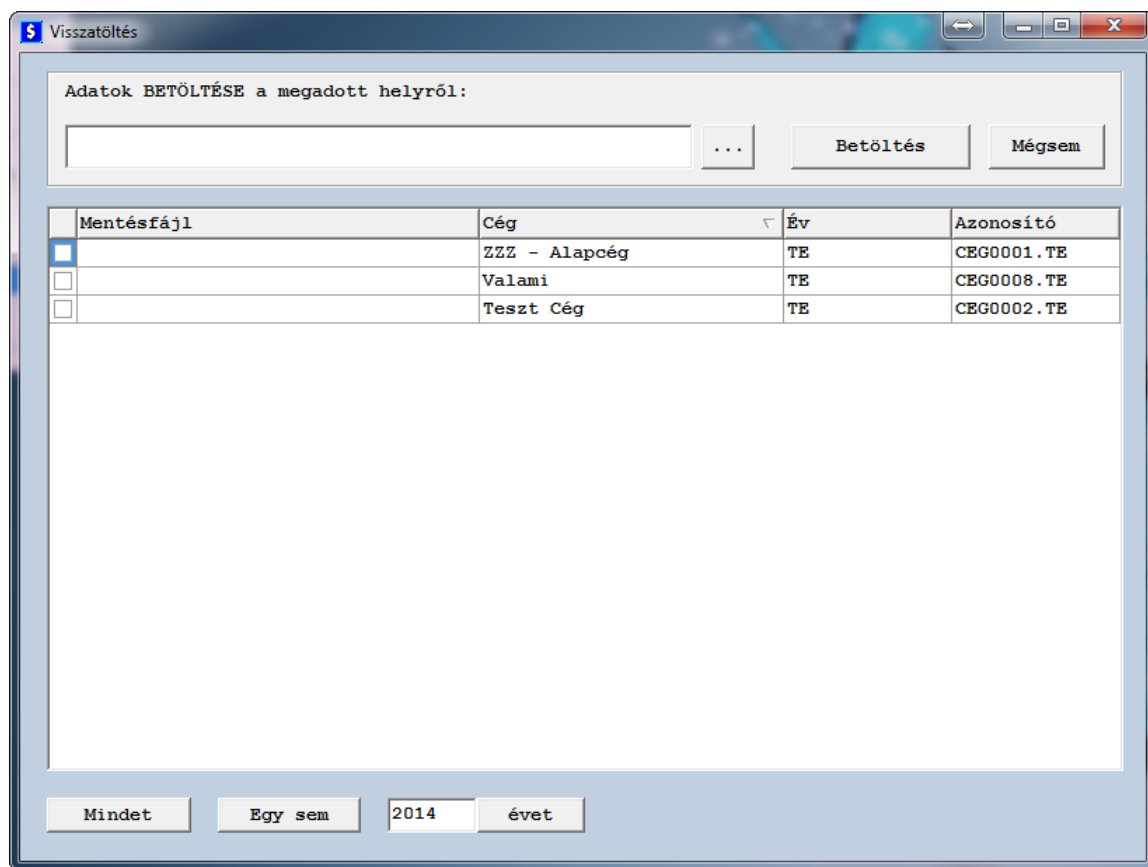 $ Visszatöltés
Adatok BETÖLTÉSE a megadott helyről:
... Betöltés Mégsem
Mentésfájl Cég Év Azonosító
ZZZ - Alapcég TE CEG0001.TE
Valami TE CEG0008.TE
Teszt Cég TE CEG0002.TE
Mindet Egy sem 2014 évet